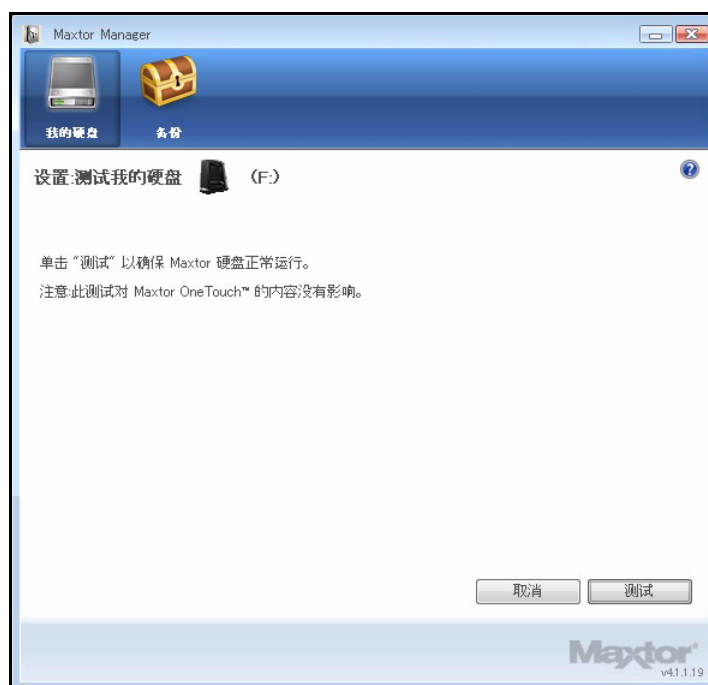 Maxtor Manager
我的硬盘 备份
设置:测试我的硬盘 (F:)
单击 “测试” 以确保 Maxtor 硬盘正常运行。
注意:此测试对 Maxtor OneTouch™ 的内容没有影响。
取消 测试
Maxtor
v4.1.1.19